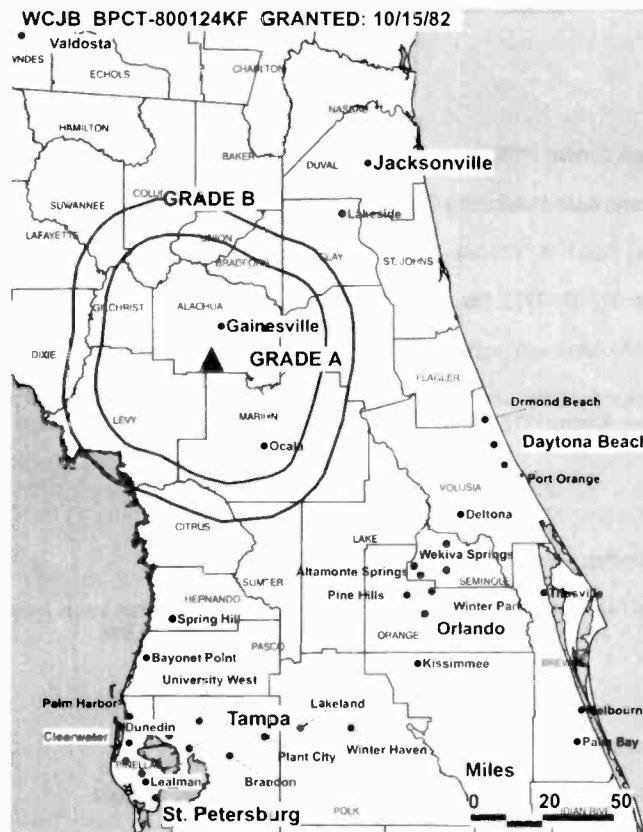 WCJB BPCT-800124KF GRANTED: 10/15/82
Valdosta
ECHOLS
CHARLTON
NASSAU
HAMILTON
BAKER
DUVAL
Jacksonville
SUWANNEE
GRADE B
LAFAYETTE
Lakeside
UNION
BRADFORD
CLAY
ST. JOHNS
GILCHRIST
ALACHUA
Gainesville
DIXIE
GRADE A
FLAGLER
LEVY
MARION
Ormond Beach
Ocala
Daytona Beach
Port Orange
VOLUSIA
Deltona
CITRUS
LAKE
Wekiva Springs
Altamonte Springs
SEMINOLE
SUMTER
Pine Hills
Titusville
HERNANDO
Winter Park
Spring Hill
ORANGE
Orlando
PASCO
Bayonet Point
Kissimmee
University West
Palm Harbor
Lakeland
Dunedin
Tampa
Clearwater
Palm Bay
Plant City
Winter Haven
Lealman
Brandon
Miles
St. Petersburg
POLK
0 20 50